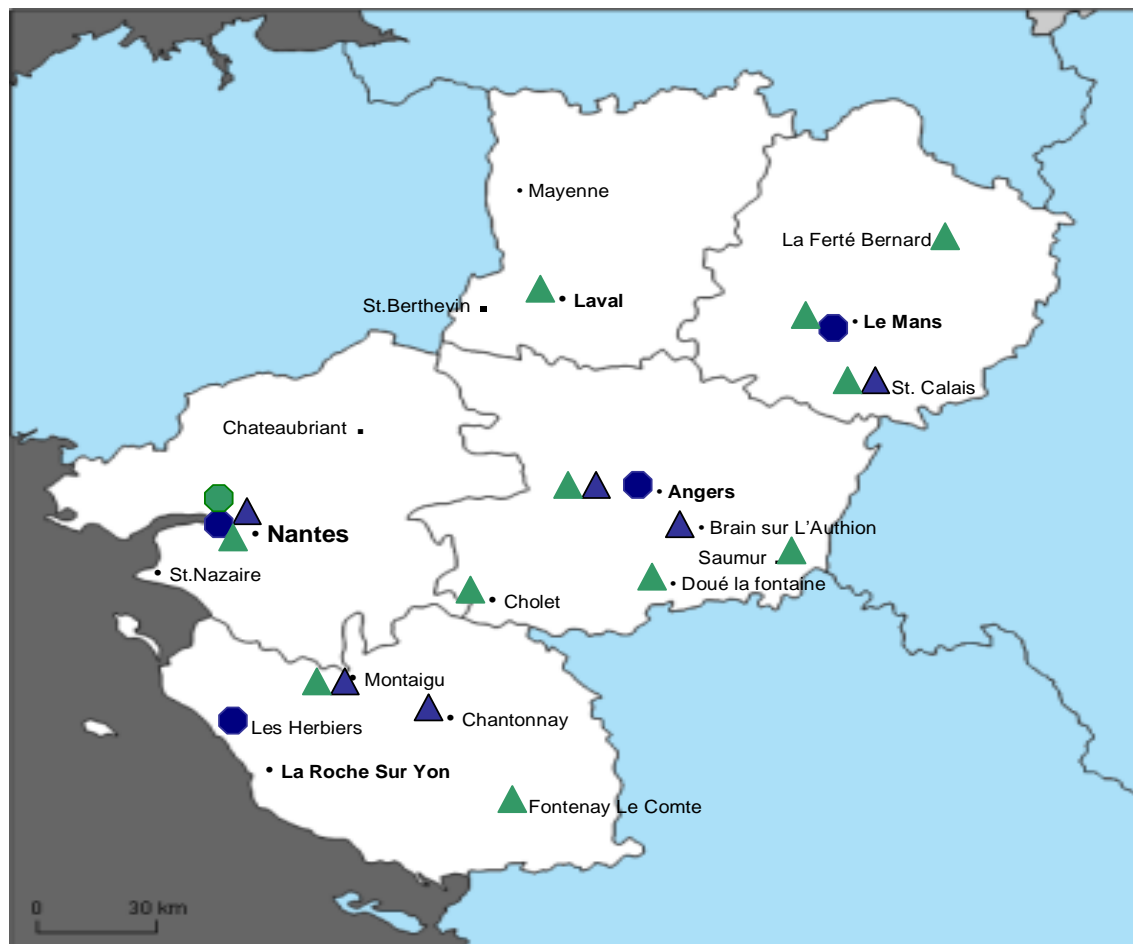 Mayenne
La Ferté Bernard
St.Berthevin
Laval
Le Mans
St. Calais
Chateaubriant
Angers
Nantes
Brain sur L'Authion
Saumur
St.Nazaire
Doué la fontaine
Cholet
Montaigu
Chantonnay
Les Herbiers
La Roche Sur Yon
Fontenay Le Comte
0 30 km